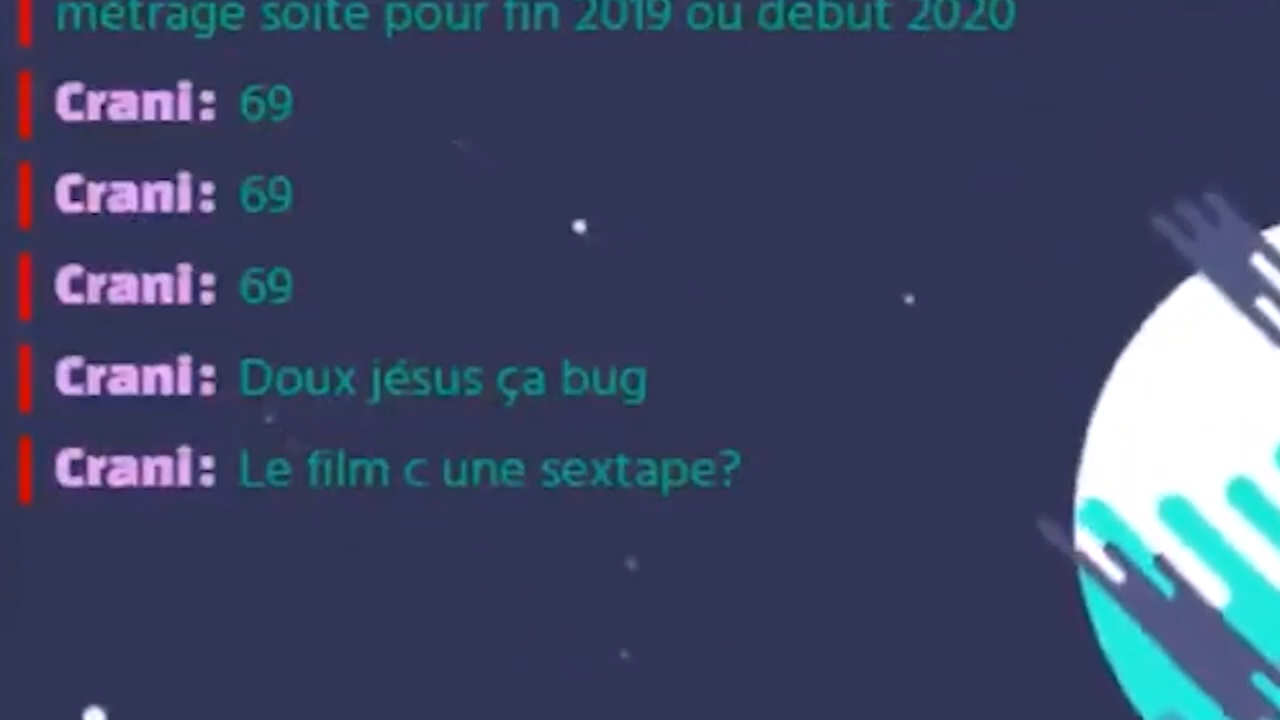 métrage soite pour fin 2019 ou début 2020
Crani: 69
Crani: 69
Crani: 69
Crani: Doux jésus ça bug
Crani: Le film c une sextape?